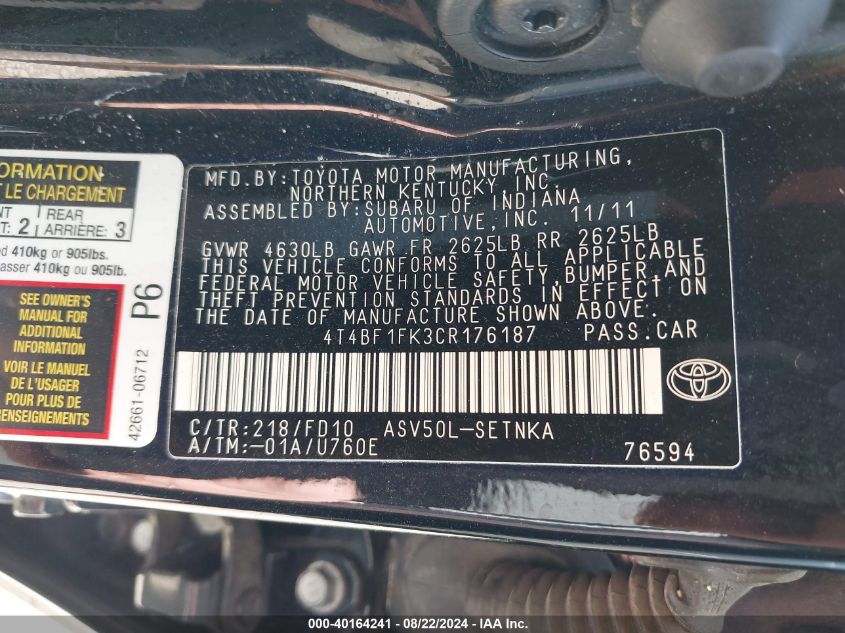 ORMATION
LE CHARGEMENT
NT 2 REAR 3
T: ARRIÈRE:
d 410kg or 905lbs.
asser 410kg ou 905lb.
SEE OWNER'S
MANUAL FOR
ADDITIONAL
INFORMATION
VOIR LE MANUEL
DE L'USAGER
POUR PLUS DE
RENSEIGNEMENTS
P6
42661-06712
MFD.BY:TOYOTA MOTOR MANUFACTURING,
NORTHERN KENTUCKY, INC.
ASSEMBLED BY:SUBARU OF INDIANA
AUTOMOTIVE,INC. 11/11
GVWR 4630LB GAWR FR 2625LB RR 2625LB
THIS VEHICLE CONFORMS TO ALL APPLICABLE
FEDERAL MOTOR VEHICLE SAFETY,BUMPER,AND
THEFT PREVENTION STANDARDS IN EFFECT ON
THE DATE OF MANUFACTURE SHOWN ABOVE.
4T4BF1FK3CR176187 PASS.CAR
C/TR:218/FD10 ASV50L-SETNKA
A/TM:-01A/U760E 76594
000-40164241 - 08/22/2024 - IAA Inc.